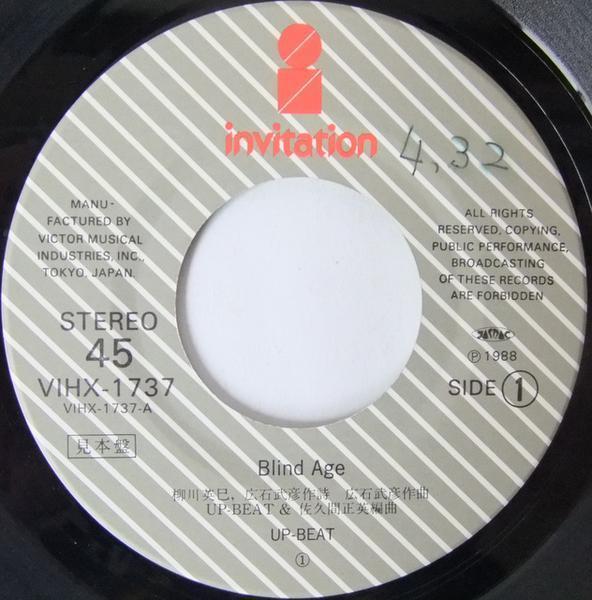 invitation
4,32
MANU-
FACTURED BY
VICTOR MUSICAL
INDUSTRIES, INC.,
TOKYO, JAPAN.
ALL RIGHTS
RESERVED, COPYING,
PUBLIC PERFORMANCE,
BROADCASTING
OF THESE RECORDS
ARE FORBIDDEN
STEREO
45
VIHX-1737
VIHX-1737-A
見本盤
JASRAC
Ⓟ1988
SIDE ①
Blind Age
柳川英巳, 広石武彦作詩 広石武彦作曲
UP-BEAT & 佐久間正英編曲
UP-BEAT
①